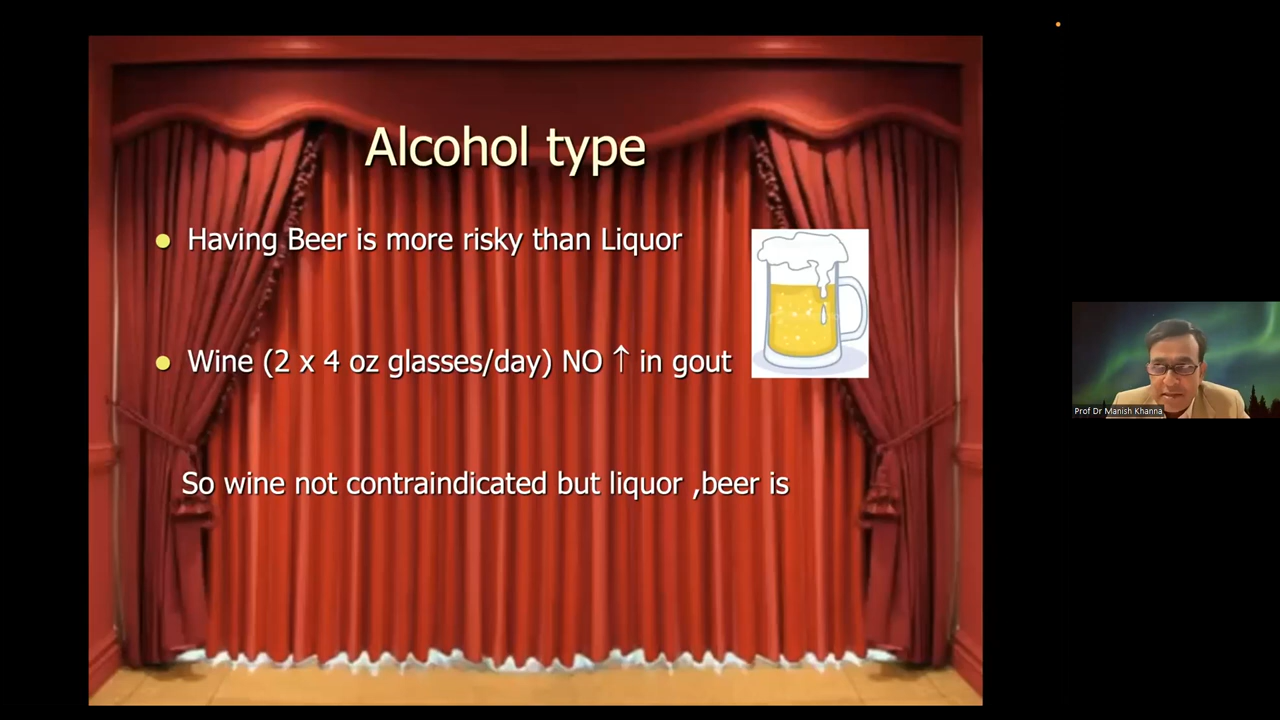 Alcohol type
Having Beer is more risky than Liquor
Wine (2 x 4 oz glasses/day) NO ↑ in gout
So wine not contraindicated but liquor ,beer is
Prof Dr Manish Khanna